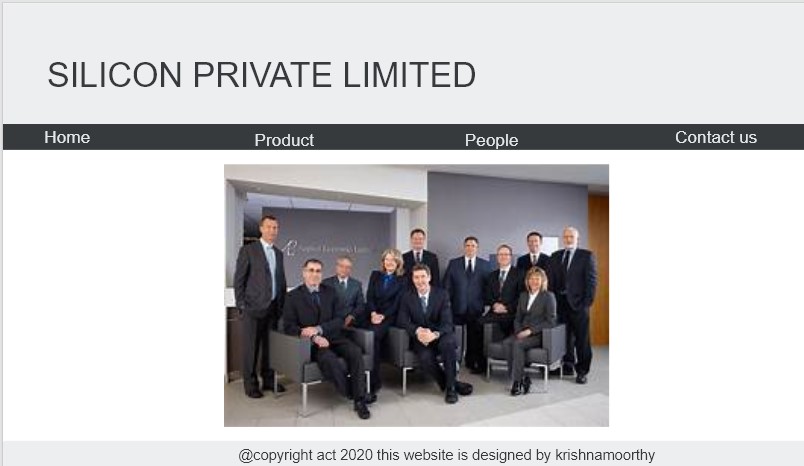 SILICON PRIVATE LIMITED
Home Product People Contact us
@copyright act 2020 this website is designed by krishnamoorthy